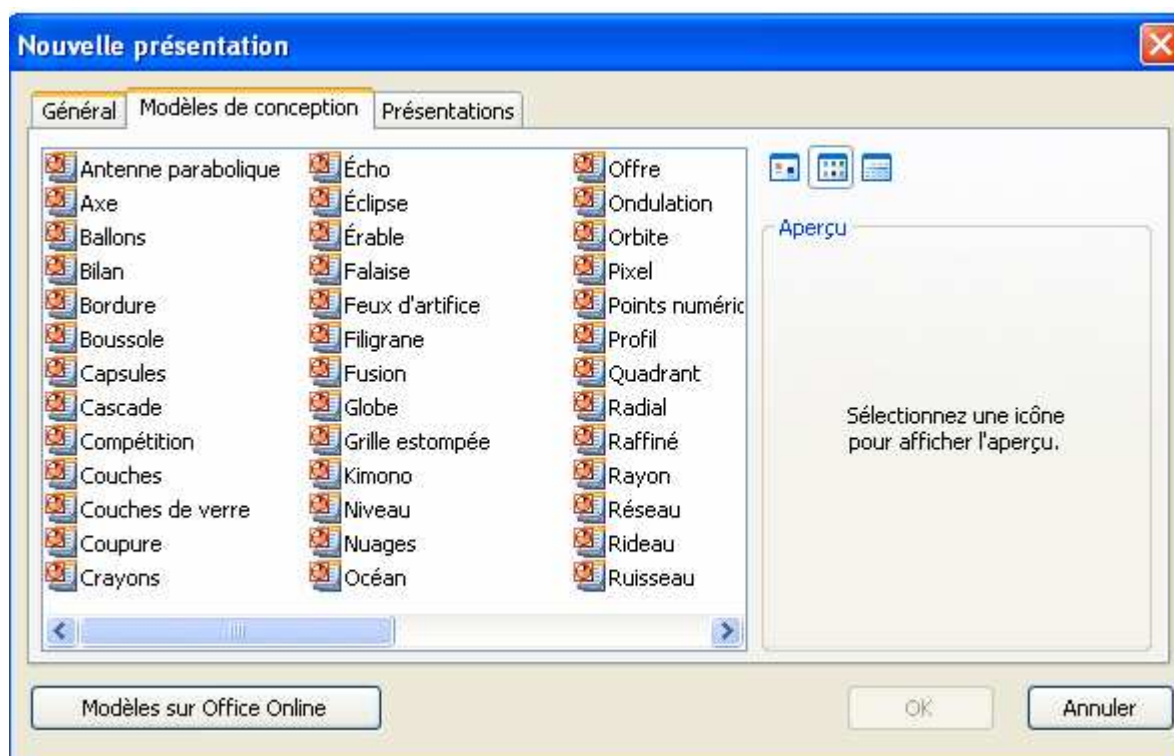 Nouvelle présentation
Général
Modèles de conception
Présentations
Antenne parabolique
Axe
Ballons
Bilan
Bordure
Boussole
Capsules
Cascade
Compétition
Couches
Couches de verre
Coupure
Crayons
Écho
Éclipse
Érable
Falaise
Feux d'artifice
Filigrane
Fusion
Globe
Grille estompée
Kimono
Niveau
Nuages
Océan
Offre
Ondulation
Orbite
Pixel
Points numéric
Profil
Quadrant
Radial
Raffiné
Rayon
Réseau
Rideau
Ruisseau
Aperçu
Sélectionnez une icône
pour afficher l'aperçu.
Modèles sur Office Online
OK
Annuler